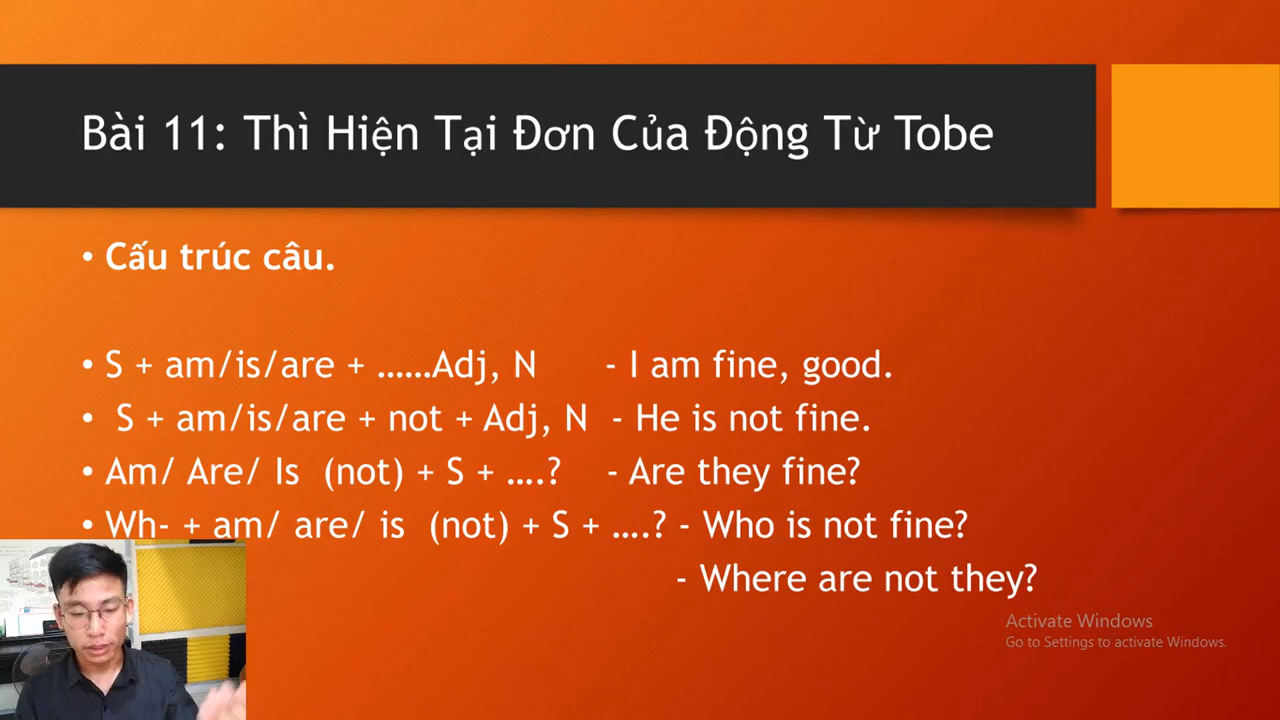 Bài 11: Thì Hiện Tại Đơn Của Động Từ Tobe
• Cấu trúc câu.
• S + am/is/are + ……Adj, N - I am fine, good.
• S + am/is/are + not + Adj, N - He is not fine.
• Am/ Are/ Is (not) + S + ….? - Are they fine?
• Wh- + am/ are/ is (not) + S + ….? - Who is not fine?
- Where are not they?
Activate Windows
Go to Settings to activate Windows.